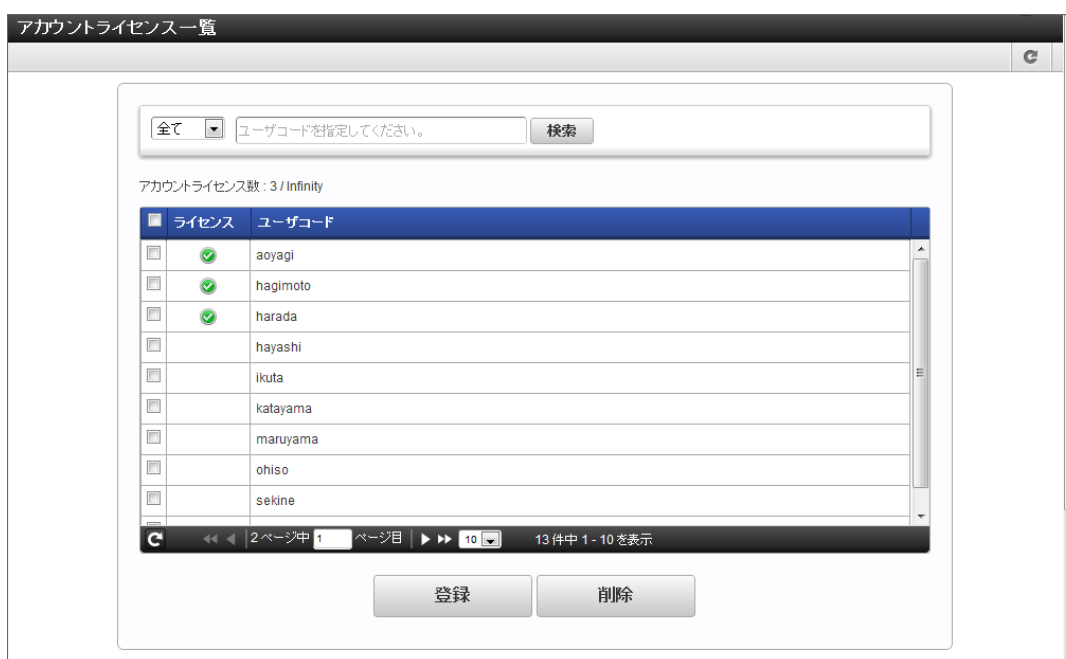 アカウントライセンス一覧
全て ユーザコードを指定してください。 検索
アカウントライセンス数 : 3 / Infinity
ライセンス ユーザコード
aoyagi
hagimoto
harada
hayashi
ikuta
katayama
maruyama
ohiso
sekine
2 ページ中 1 ページ目 10 13 件中 1 - 10 を表示
登録 削除